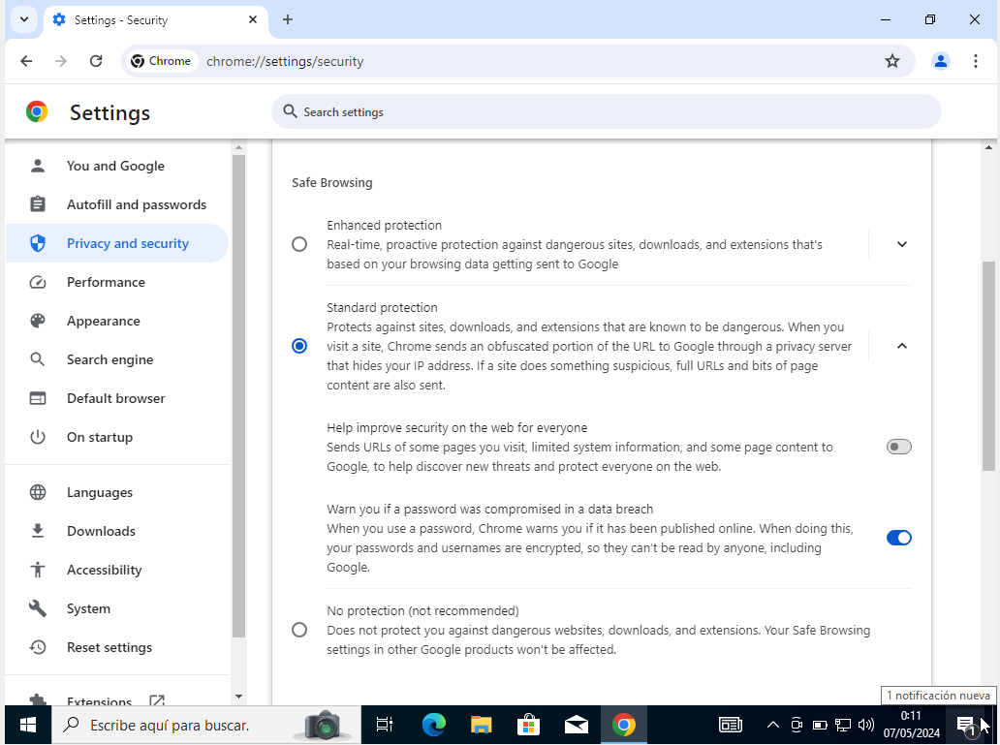 Settings - Security
Chrome
chrome://settings/security
Settings
Search settings
You and Google
Autofill and passwords
Privacy and security
Performance
Appearance
Search engine
Default browser
On startup
Languages
Downloads
Accessibility
System
Reset settings
Extensions
Safe Browsing
Enhanced protection
Real-time, proactive protection against dangerous sites, downloads, and extensions that's
based on your browsing data getting sent to Google
Standard protection
Protects against sites, downloads, and extensions that are known to be dangerous. When you
visit a site, Chrome sends an obfuscated portion of the URL to Google through a privacy server
that hides your IP address. If a site does something suspicious, full URLs and bits of page
content are also sent.
Help improve security on the web for everyone
Sends URLs of some pages you visit, limited system information, and some page content to
Google, to help discover new threats and protect everyone on the web.
Warn you if a password was compromised in a data breach
When you use a password, Chrome warns you if it has been published online. When doing this,
your passwords and usernames are encrypted, so they can't be read by anyone, including
Google.
No protection (not recommended)
Does not protect you against dangerous websites, downloads, and extensions. Your Safe Browsing
settings in other Google products won't be affected.
1 notificación nueva
Escribe aquí para buscar.
0:11
07/05/2024
1